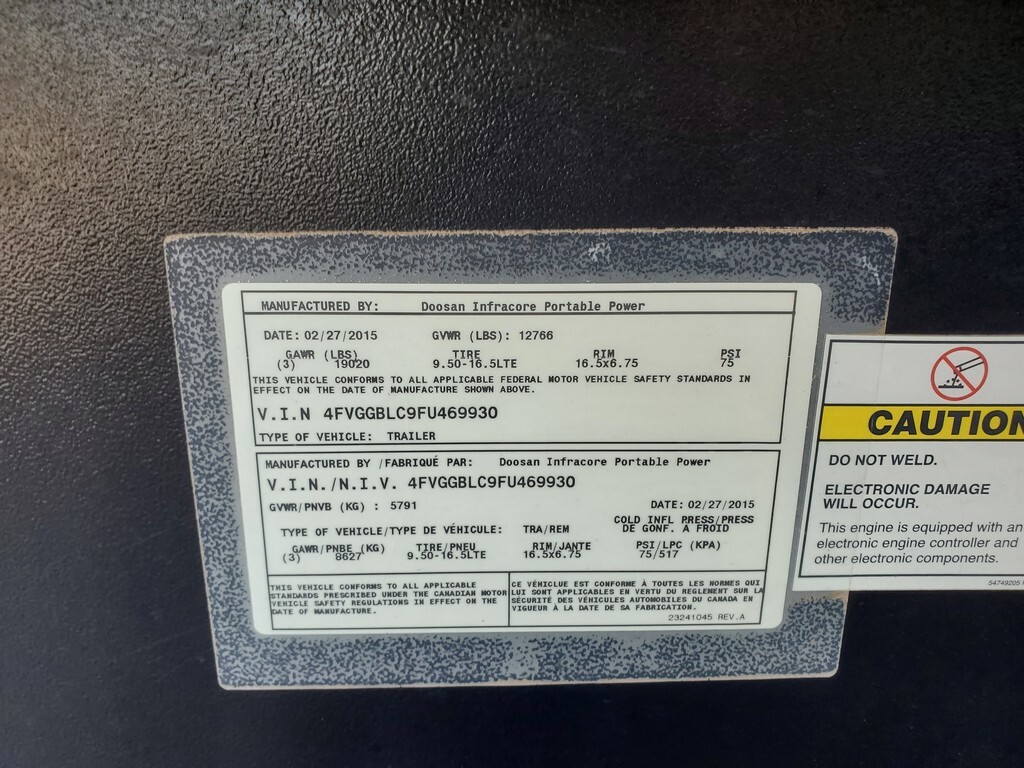 MANUFACTURED BY: Doosan Infracore Portable Power
DATE: 02/27/2015 GVWR (LBS): 12766
GAWR (LBS) TIRE RIM PSI
(3) 19020 9.50-16.5LTE 16.5x6.75 75
THIS VEHICLE CONFORMS TO ALL APPLICABLE FEDERAL MOTOR VEHICLE SAFETY STANDARDS IN
EFFECT ON THE DATE OF MANUFACTURE SHOWN ABOVE.
V.I.N 4FVGGBLC9FU469930
TYPE OF VEHICLE: TRAILER
MANUFACTURED BY /FABRIQUÉ PAR: Doosan Infracore Portable Power
V.I.N./N.I.V. 4FVGGBLC9FU469930
GVWR/PNVB (KG) : 5791 DATE: 02/27/2015
TYPE OF VEHICLE/TYPE DE VÉHICULE: TRA/REM COLD INFL PRESS/PRESS
DE GONF. A FROID
GAWR/PNBE (KG) TIRE/PNEU RIM/JANTE PSI/LPC (KPA)
(3) 8627 9.50-16.5LTE 16.5x6.75 75/517
THIS VEHICLE CONFORMS TO ALL APPLICABLE
STANDARDS PRESCRIBED UNDER THE CANADIAN MOTOR
VEHICLE SAFETY REGULATIONS IN EFFECT ON THE
DATE OF MANUFACTURE.
CE VÉHICLUE EST CONFORME À TOUTES LES NORMES QUI
LUI SONT APPLICABLES EN VERTU DU REGLEMENT SUR LA
SÉCURITÉ DES VÉHICULES AUTOMOBILES DU CANADA EN
VIGUEUR À LA DATE DE SA FABRICATION.
23241045 REV.A
CAUTION
DO NOT WELD.
ELECTRONIC DAMAGE
WILL OCCUR.
This engine is equipped with an
electronic engine controller and
other electronic components.
54749205